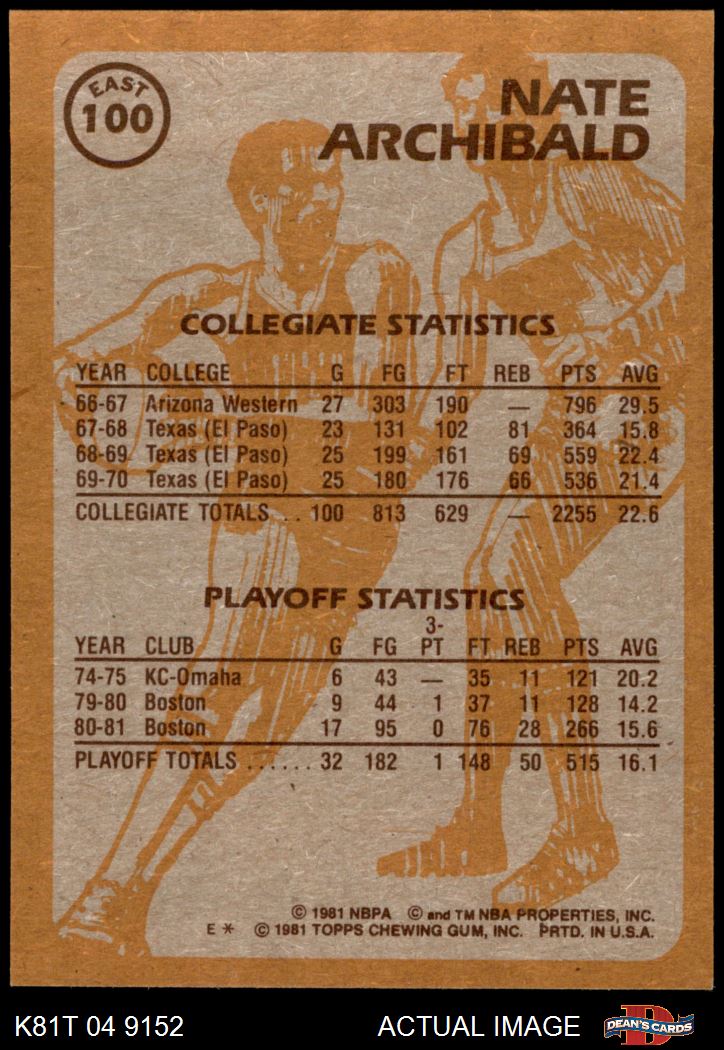 EAST
100
NATE
ARCHIBALD
COLLEGIATE STATISTICS
YEAR COLLEGE G FG FT REB PTS AVG
66-67 Arizona Western 27 303 190 — 796 29.5
67-68 Texas (El Paso) 23 131 102 81 364 15.8
68-69 Texas (El Paso) 25 199 161 69 559 22.4
69-70 Texas (El Paso) 25 180 176 66 536 21.4
COLLEGIATE TOTALS .. 100 813 629 — 2255 22.6
PLAYOFF STATISTICS
YEAR CLUB G FG 3-PT FT REB PTS AVG
74-75 KC-Omaha 6 43 — 35 11 121 20.2
79-80 Boston 9 44 1 37 11 128 14.2
80-81 Boston 17 95 0 76 28 266 15.6
PLAYOFF TOTALS ...... 32 182 1 148 50 515 16.1
© 1981 NBPA © and TM NBA PROPERTIES, INC.
E * © 1981 TOPPS CHEWING GUM, INC. PRTD. IN U.S.A.
K81T 04 9152 ACTUAL IMAGE DEAN'S CARDS